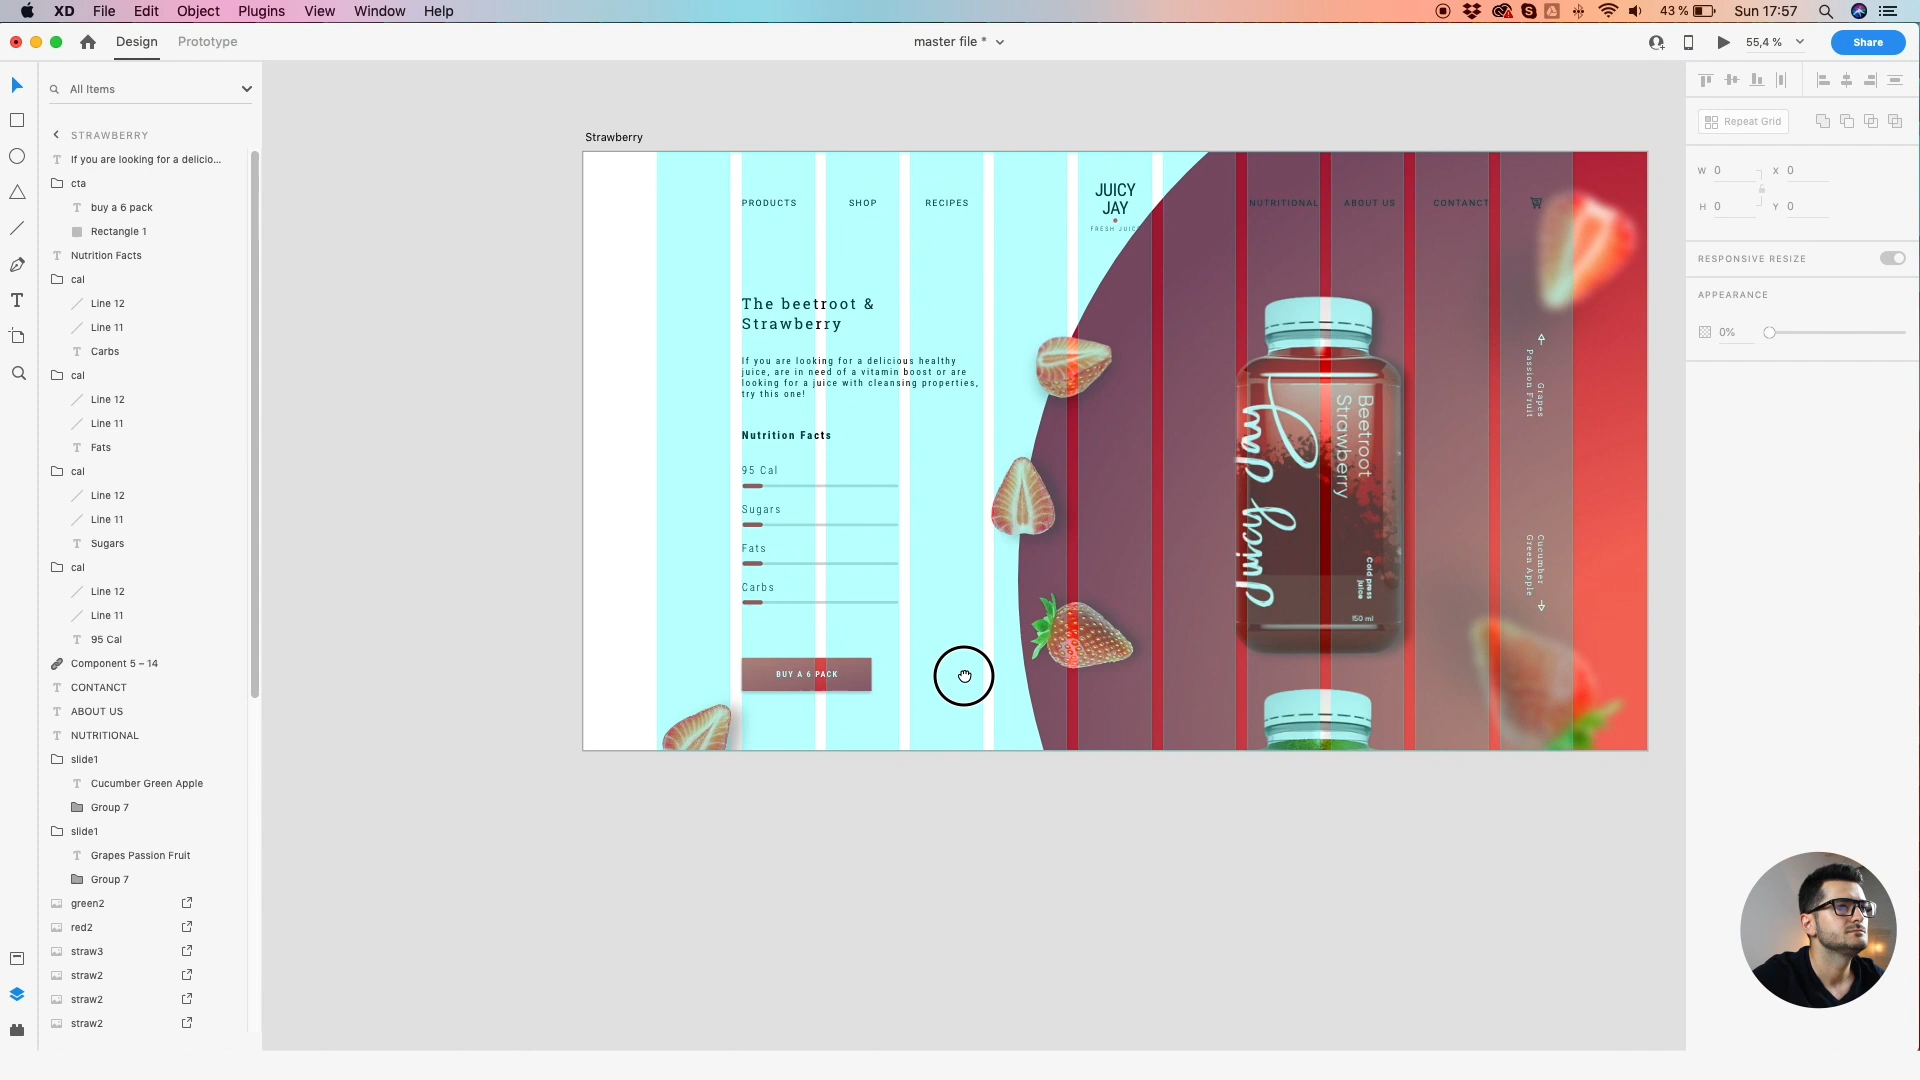 XD File Edit Object Plugins View Window Help
43 % Sun 17:57
Design Prototype
master file *
55,4 %
Share
All Items
STRAWBERRY
If you are looking for a delicio...
cta
buy a 6 pack
Rectangle 1
Nutrition Facts
cal
Line 12
Line 11
Carbs
cal
Line 12
Line 11
Fats
cal
Line 12
Line 11
Sugars
cal
Line 12
Line 11
95 Cal
Component 5 – 14
CONTANCT
ABOUT US
NUTRITIONAL
slide1
Cucumber Green Apple
Group 7
slide1
Grapes Passion Fruit
Group 7
green2
red2
straw3
straw2
straw2
straw2
Strawberry
PRODUCTS SHOP RECIPES
JUICY
JAY
FRESH JUICE
NUTRITIONAL ABOUT US CONTANCT
The beetroot &
Strawberry
If you are looking for a delicious healthy
juice, are in need of a vitamin boost or are
looking for a juice with cleansing properties,
try this one!
Nutrition Facts
95 Cal
Sugars
Fats
Carbs
BUY A 6 PACK
Beetroot
Strawberry
Juicy Jay
Cold press
juice
150 ml
Grapes
Passion Fruit
Cucumber
Green Apple
Repeat Grid
W 0 X 0
H 0 Y 0
RESPONSIVE RESIZE
APPEARANCE
0%